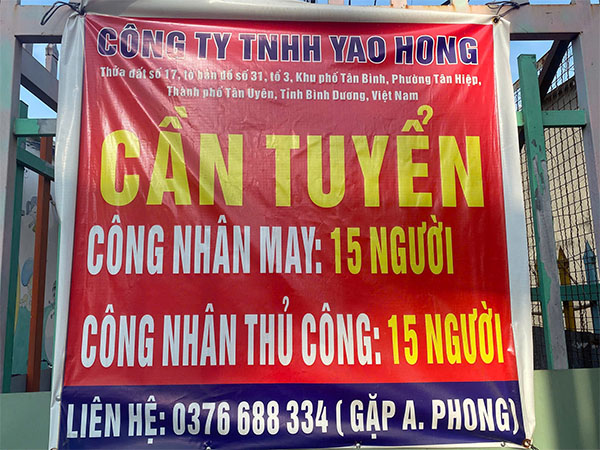 CÔNG TY TNHH YAO HONG
Thửa đất số 17, tờ bản đồ số 31, tổ 3, Khu phố Tân Bình, Phường Tân Hiệp,
Thành phố Tân Uyên, Tỉnh Bình Dương, Việt Nam
CẦN TUYỂN
CÔNG NHÂN MAY: 15 NGƯỜI
CÔNG NHÂN THỦ CÔNG: 15 NGƯỜI
LIÊN HỆ: 0376 688 334 ( GẶP A. PHONG)